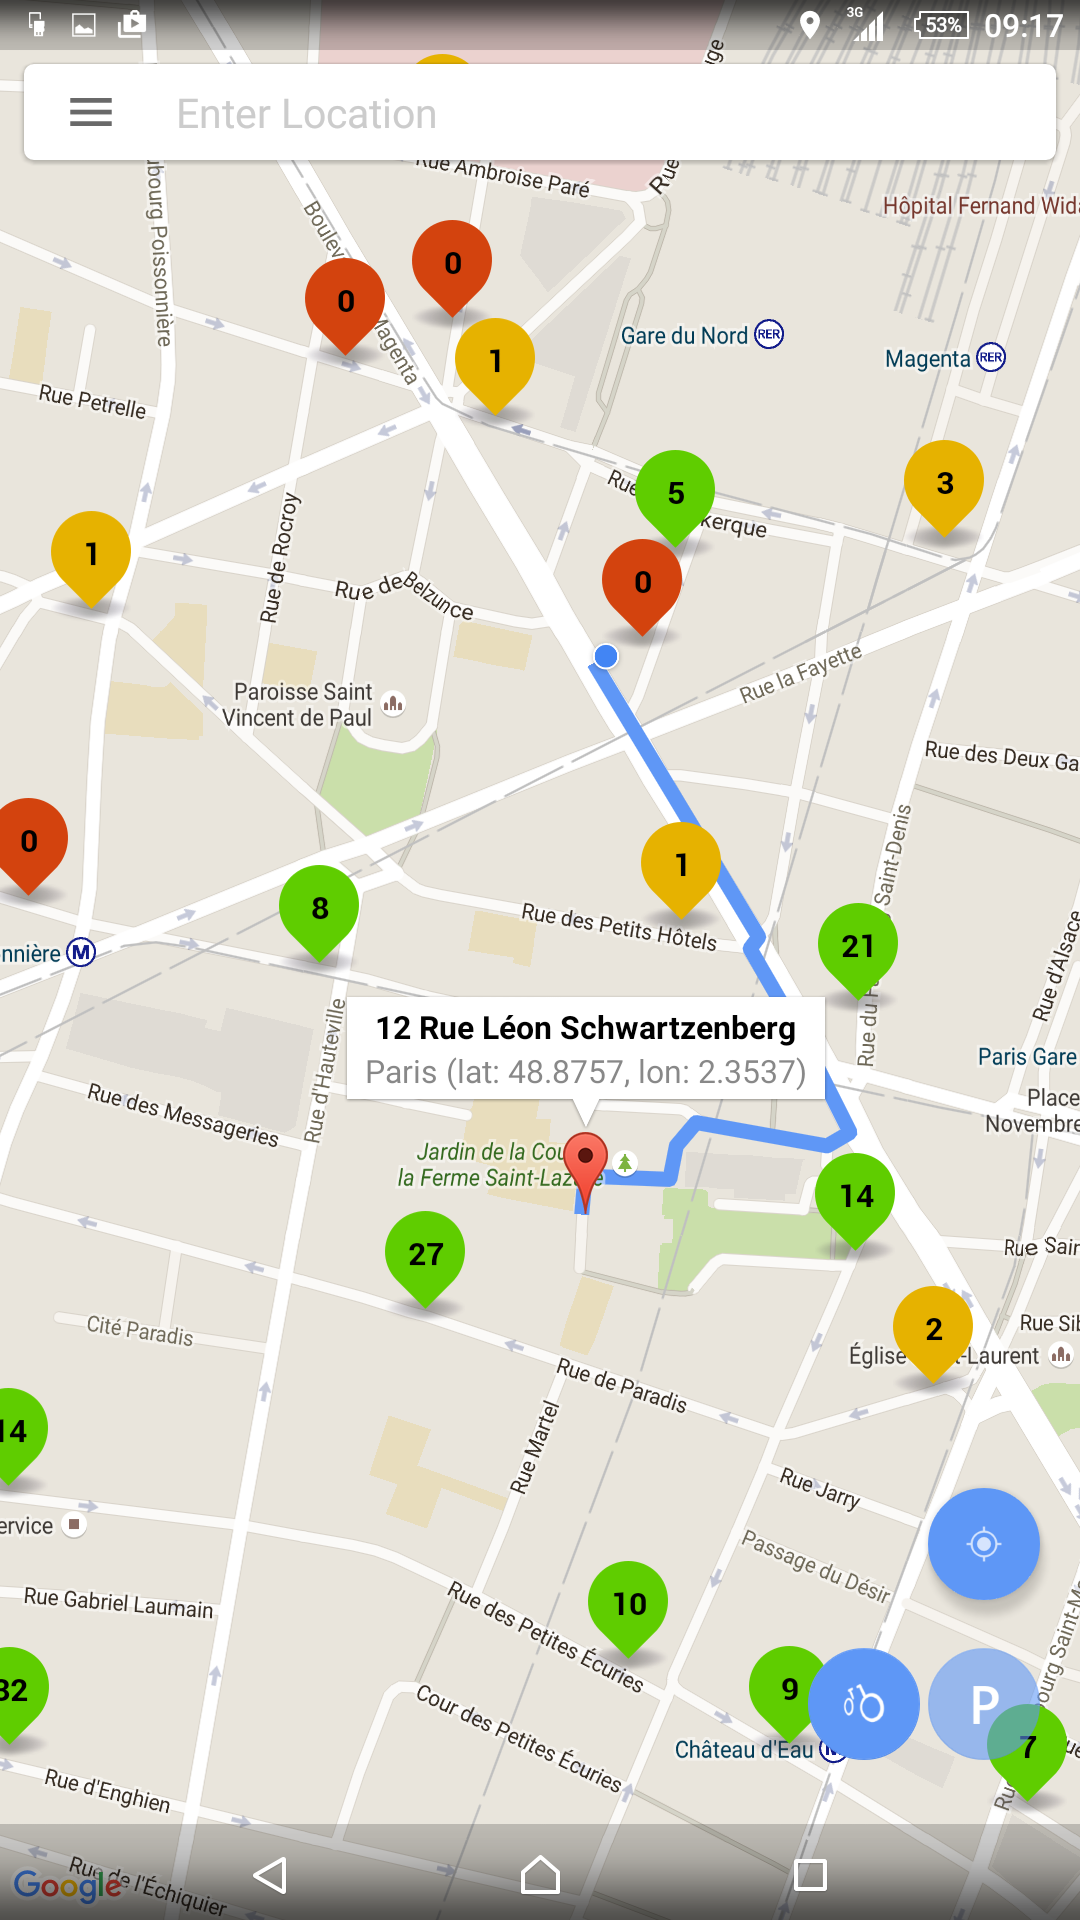 3G
53%
09:17
Enter Location
Rue Ambroise Paré
Rue
Hôpital Fernand Wida
bourg Poissonnière
Boulev
Magenta
0
0
1
Gare du Nord RER
Magenta RER
Rue Petrelle
5
3
Rue
kerque
1
Rue de Rocroy
0
Rue de Belzunce
Rue la Fayette
Paroisse Saint
Vincent de Paul
Rue des Deux Ga
0
1
Saint-Denis
8
Rue des Petits Hôtels
21
nnière M
Rue d'Alsace
Rue du F
12 Rue Léon Schwartzenberg
Paris (lat: 48.8757, lon: 2.3537)
Rue d'Hauteville
Paris Gare
Place
Novembre
Rue des Messageries
Jardin de la Cou
la Ferme Saint-Laz
e
14
27
Rue Sain
Cité Paradis
2
Rue Sib
Église
t-Laurent
Rue de Paradis
14
Rue Martel
Rue Jarry
ervice
Passage du Désir
Rue Gabriel Laumain
10
Rue des Petites Écuries
32
9
P
ourg Saint-Ma
Cour des Petites Écuries
Château d'Eau M
7
Rue d'Enghien
Rue de l'Échiquier
Google